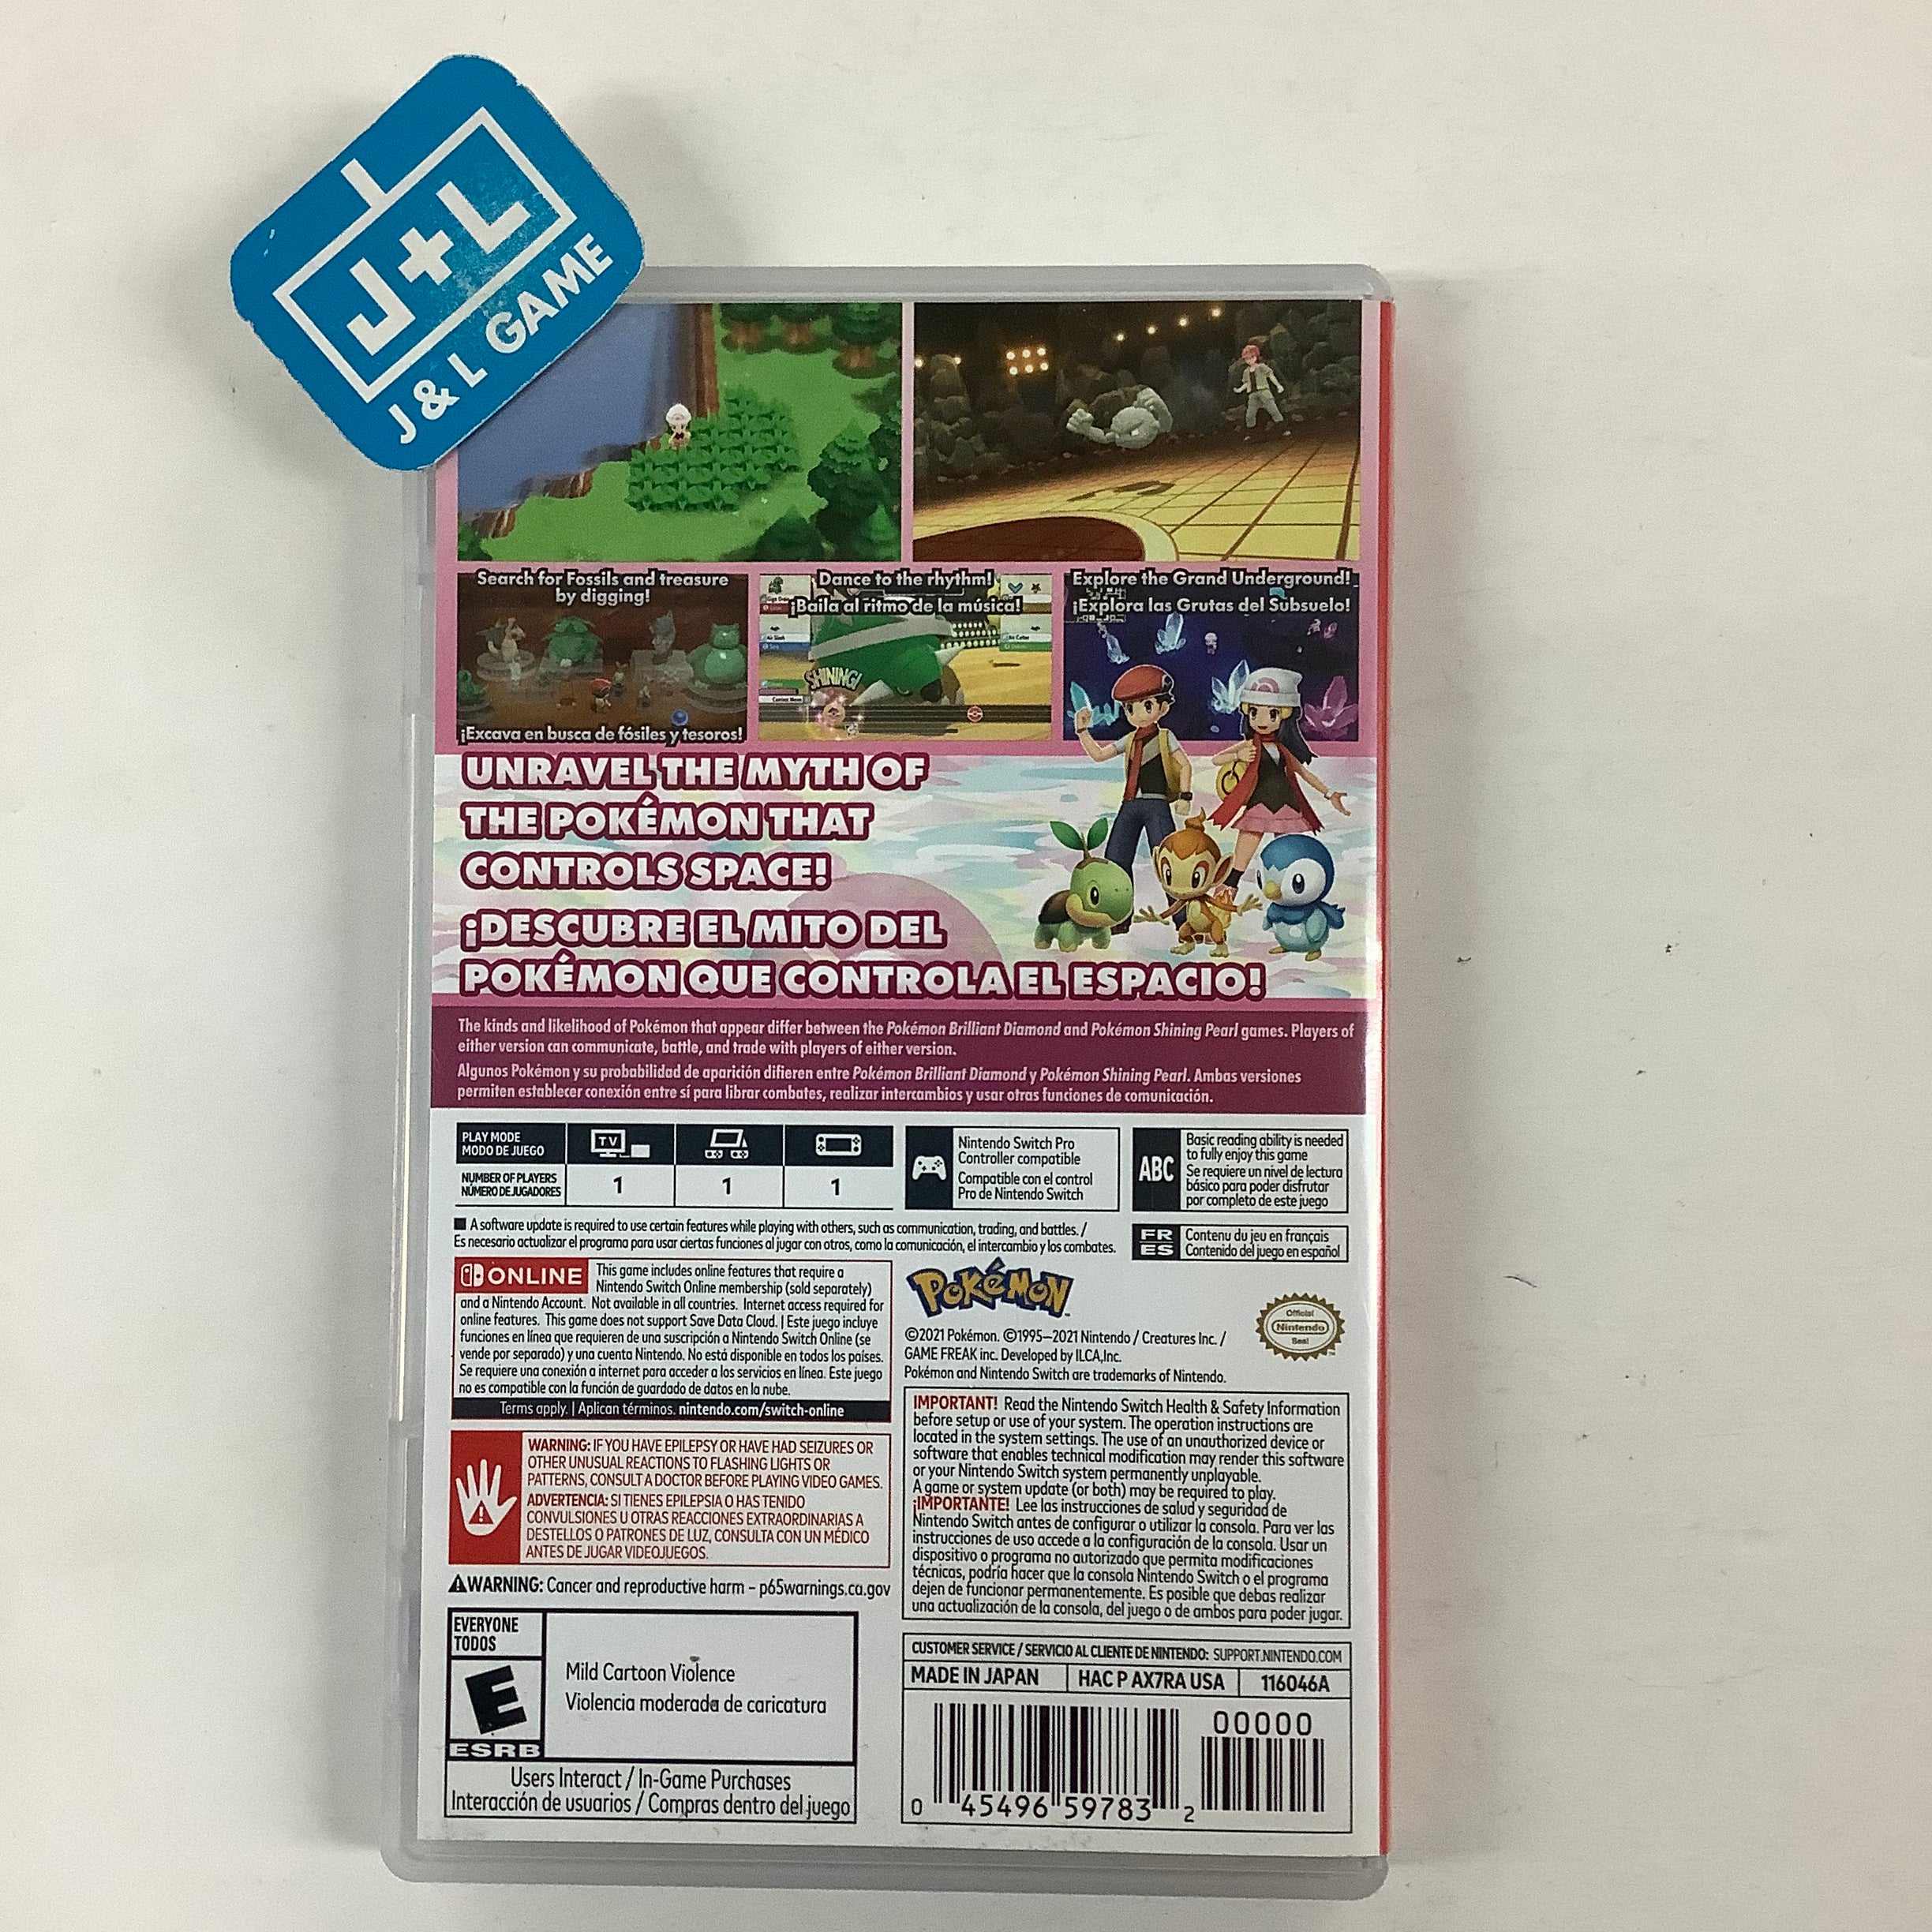 J+L
J & L GAME
Search for Fossils and treasure
by digging!
¡Excava en busca de fósiles y tesoros!
Dance to the rhythm!
¡Baila al ritmo de la música!
SHINING!
Explore the Grand Underground!
¡Explora las Grutas del Subsuelo!
UNRAVEL THE MYTH OF
THE POKÉMON THAT
CONTROLS SPACE!
¡DESCUBRE EL MITO DEL
POKÉMON QUE CONTROLA EL ESPACIO!
The kinds and likelihood of Pokémon that appear differ between the Pokémon Brilliant Diamond and Pokémon Shining Pearl games. Players of
either version can communicate, battle, and trade with players of either version.
Algunos Pokémon y su probabilidad de aparición difieren entre Pokémon Brilliant Diamond y Pokémon Shining Pearl. Ambas versiones
permiten establecer conexión entre sí para librar combates, realizar intercambios y usar otras funciones de comunicación.
PLAY MODE
MODO DE JUEGO
TV
NUMBER OF PLAYERS
NÚMERO DE JUGADORES
1 1 1
Nintendo Switch Pro
Controller compatible
Compatible con el control
Pro de Nintendo Switch
ABC
Basic reading ability is needed
to fully enjoy this game
Se requiere un nivel de lectura
básico para poder disfrutar
por completo de este juego
■ A software update is required to use certain features while playing with others, such as communication, trading, and battles. /
Es necesario actualizar el programa para usar ciertas funciones al jugar con otros, como la comunicación, el intercambio y los combates.
FR Contenu du jeu en français
ES Contenido del juego en español
ONLINE
This game includes online features that require a
Nintendo Switch Online membership (sold separately)
and a Nintendo Account. Not available in all countries. Internet access required for
online features. This game does not support Save Data Cloud. | Este juego incluye
funciones en línea que requieren de una suscripción a Nintendo Switch Online (se
vende por separado) y una cuenta Nintendo. No está disponible en todos los países.
Se requiere una conexión a internet para acceder a los servicios en línea. Este juego
no es compatible con la función de guardado de datos en la nube.
Terms apply. | Aplican términos. nintendo.com/switch-online
WARNING: IF YOU HAVE EPILEPSY OR HAVE HAD SEIZURES OR
OTHER UNUSUAL REACTIONS TO FLASHING LIGHTS OR
PATTERNS, CONSULT A DOCTOR BEFORE PLAYING VIDEO GAMES.
ADVERTENCIA: SI TIENES EPILEPSIA O HAS TENIDO
CONVULSIONES U OTRAS REACCIONES EXTRAORDINARIAS A
DESTELLOS O PATRONES DE LUZ, CONSULTA CON UN MÉDICO
ANTES DE JUGAR VIDEOJUEGOS.
WARNING: Cancer and reproductive harm – p65warnings.ca.gov
EVERYONE
TODOS
E
ESRB
Mild Cartoon Violence
Violencia moderada de caricatura
Users Interact / In-Game Purchases
Interacción de usuarios / Compras dentro del juego
POKéMON
Official
Nintendo
Seal
©2021 Pokémon. ©1995–2021 Nintendo / Creatures Inc. /
GAME FREAK inc. Developed by ILCA,Inc.
Pokémon and Nintendo Switch are trademarks of Nintendo.
IMPORTANT! Read the Nintendo Switch Health & Safety Information
before setup or use of your system. The operation instructions are
located in the system settings. The use of an unauthorized device or
software that enables technical modification may render this software
or your Nintendo Switch system permanently unplayable.
A game or system update (or both) may be required to play.
¡IMPORTANTE! Lee las instrucciones de salud y seguridad de
Nintendo Switch antes de configurar o utilizar la consola. Para ver las
instrucciones de uso accede a la configuración de la consola. Usar un
dispositivo o programa no autorizado que permita modificaciones
técnicas, podría hacer que la consola Nintendo Switch o el programa
dejen de funcionar permanentemente. Es posible que debas realizar
una actualización de la consola, del juego o de ambos para poder jugar.
CUSTOMER SERVICE / SERVICIO AL CLIENTE DE NINTENDO: SUPPORT.NINTENDO.COM
MADE IN JAPAN HAC P AX7RA USA 116046A
00000
0 45496 59783 2